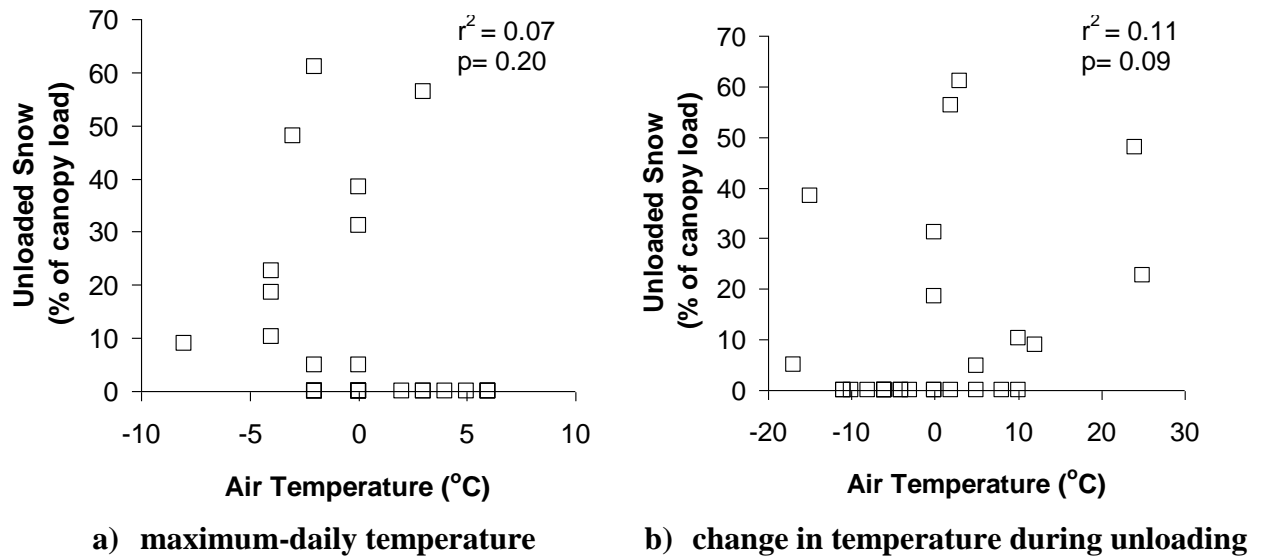 70
60
50
40
30
20
10
0
Unloaded Snow
(% of canopy load)
r² = 0.07
p= 0.20
-10
-5
0
5
10
Air Temperature (°C)
a) maximum-daily temperature
70
60
50
40
30
20
10
0
Unloaded Snow
(% of canopy load)
r² = 0.11
p= 0.09
-20
-10
0
10
20
30
Air Temperature (°C)
b) change in temperature during unloading